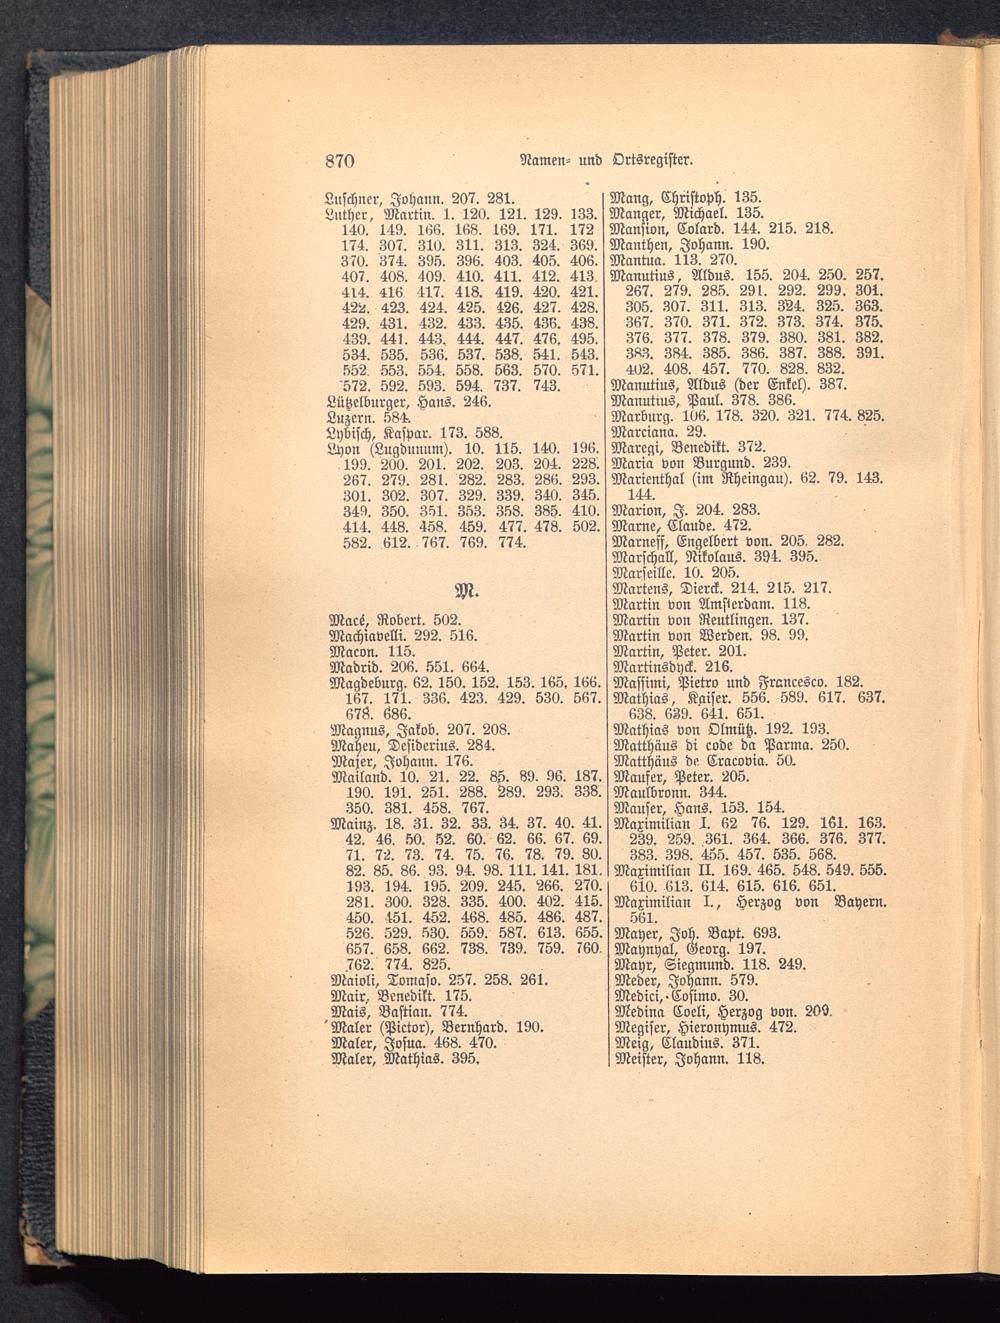 870
Namen- und Ortsregister.
Luschner, Johann. 207. 281.
Luther, Martin. 1. 120. 121. 129. 133.
140. 149. 166. 168. 169. 171. 172
174. 307. 310. 311. 313. 324. 369.
370. 374. 395. 396. 403. 405. 406.
407. 408. 409. 410. 411. 412. 413.
414. 416. 417. 418. 419. 420. 421.
422. 423. 424. 425. 426. 427. 428.
429. 431. 432. 433. 435. 436. 438.
439. 441. 443. 444. 447. 476. 495.
534. 535. 536. 537. 538. 541. 543.
552. 553. 554. 558. 563. 570. 571.
572. 592. 593. 594. 737. 743.
Lützelburger, Hans. 246.
Luzern. 584.
Lybisch, Kaspar. 173. 588.
Lyon (Lugdunum). 10. 115. 140. 196.
199. 200. 201. 202. 203. 204. 228.
267. 279. 281. 282. 283. 286. 293.
301. 302. 307. 329. 339. 340. 345.
349. 350. 351. 353. 358. 385. 410.
414. 448. 458. 459. 477. 478. 502.
582. 612. 767. 769. 774.
M.
Macé, Robert. 502.
Machiavelli. 292. 516.
Macon. 115.
Madrid. 206. 551. 664.
Magdeburg. 62. 150. 152. 153. 165. 166.
167. 171. 336. 423. 429. 530. 567.
678. 686.
Magnus, Jakob. 207. 208.
Maheu, Desiderius. 284.
Majer, Johann. 176.
Mailand. 10. 21. 22. 85. 89. 96. 187.
190. 191. 251. 288. 289. 293. 338.
350. 381. 458. 767.
Mainz. 18. 31. 32. 33. 34. 37. 40. 41.
42. 46. 50. 52. 60. 62. 66. 67. 69.
71. 72. 73. 74. 75. 76. 78. 79. 80.
82. 85. 86. 93. 94. 98. 111. 141. 181.
193. 194. 195. 209. 245. 266. 270.
281. 300. 328. 335. 400. 402. 415.
450. 451. 452. 468. 485. 486. 487.
526. 529. 530. 559. 587. 613. 655.
657. 658. 662. 738. 739. 759. 760.
762. 774. 825.
Maioli, Tomaso. 257. 258. 261.
Mair, Benedikt. 175.
Mais, Bastian. 774.
Maler (Pictor), Bernhard. 190.
Maler, Josua. 468. 470.
Maler, Mathias. 395.
Mang, Christoph. 135.
Manger, Michael. 135.
Mansion, Colard. 144. 215. 218.
Manthen, Johann. 190.
Mantua. 113. 270.
Manutius, Aldus. 155. 204. 250. 257.
267. 279. 285. 291. 292. 299. 301.
305. 307. 311. 313. 324. 325. 363.
367. 370. 371. 372. 373. 374. 375.
376. 377. 378. 379. 380. 381. 382.
383. 384. 385. 386. 387. 388. 391.
402. 408. 457. 770. 828. 832.
Manutius, Aldus (der Enkel). 387.
Manutius, Paul. 378. 386.
Marburg. 106. 178. 320. 321. 774. 825.
Marciana. 29.
Maregi, Benedikt. 372.
Maria von Burgund. 239.
Marienthal (im Rheingau). 62. 79. 143.
144.
Marion, J. 204. 283.
Marne, Claude. 472.
Marneff, Engelbert von. 205. 282.
Marschall, Nikolaus. 394. 395.
Marseille. 10. 205.
Martens, Dierck. 214. 215. 217.
Martin von Amsterdam. 118.
Martin von Reutlingen. 137.
Martin von Werden. 98. 99.
Martin, Peter. 201.
Martinsdyck. 216.
Massimi, Pietro und Francesco. 182.
Mathias, Kaiser. 556. 589. 617. 637.
638. 639. 641. 651.
Mathias von Olmütz. 192. 193.
Matthäus di code da Parma. 250.
Matthäus de Cracovia. 50.
Maufer, Peter. 205.
Maulbronn. 344.
Mauser, Hans. 153. 154.
Maximilian I. 62 76. 129. 161. 163.
239. 259. 361. 364. 366. 376. 377.
383. 398. 455. 457. 535. 568.
Maximilian II. 169. 465. 548. 549. 555.
610. 613. 614. 615. 616. 651.
Maximilian I., Herzog von Bayern.
561.
Mayer, Joh. Bapt. 693.
Maynyal, Georg. 197.
Mayr, Siegmund. 118. 249.
Meder, Johann. 579.
Medici, Cosimo. 30.
Medina Coeli, Herzog von. 209.
Megiser, Hieronymus. 472.
Meig, Claudius. 371.
Meister, Johann. 118.